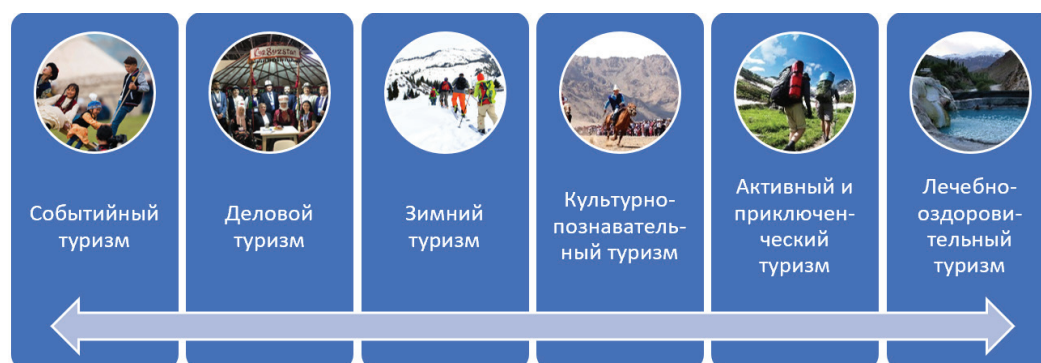 Событийный
туризм
Деловой
туризм
Зимний
туризм
Культурно-
познаватель-
ный туризм
Активный и
приключен-
ческий
туризм
Лечебно-
оздорови-
тельный
туризм